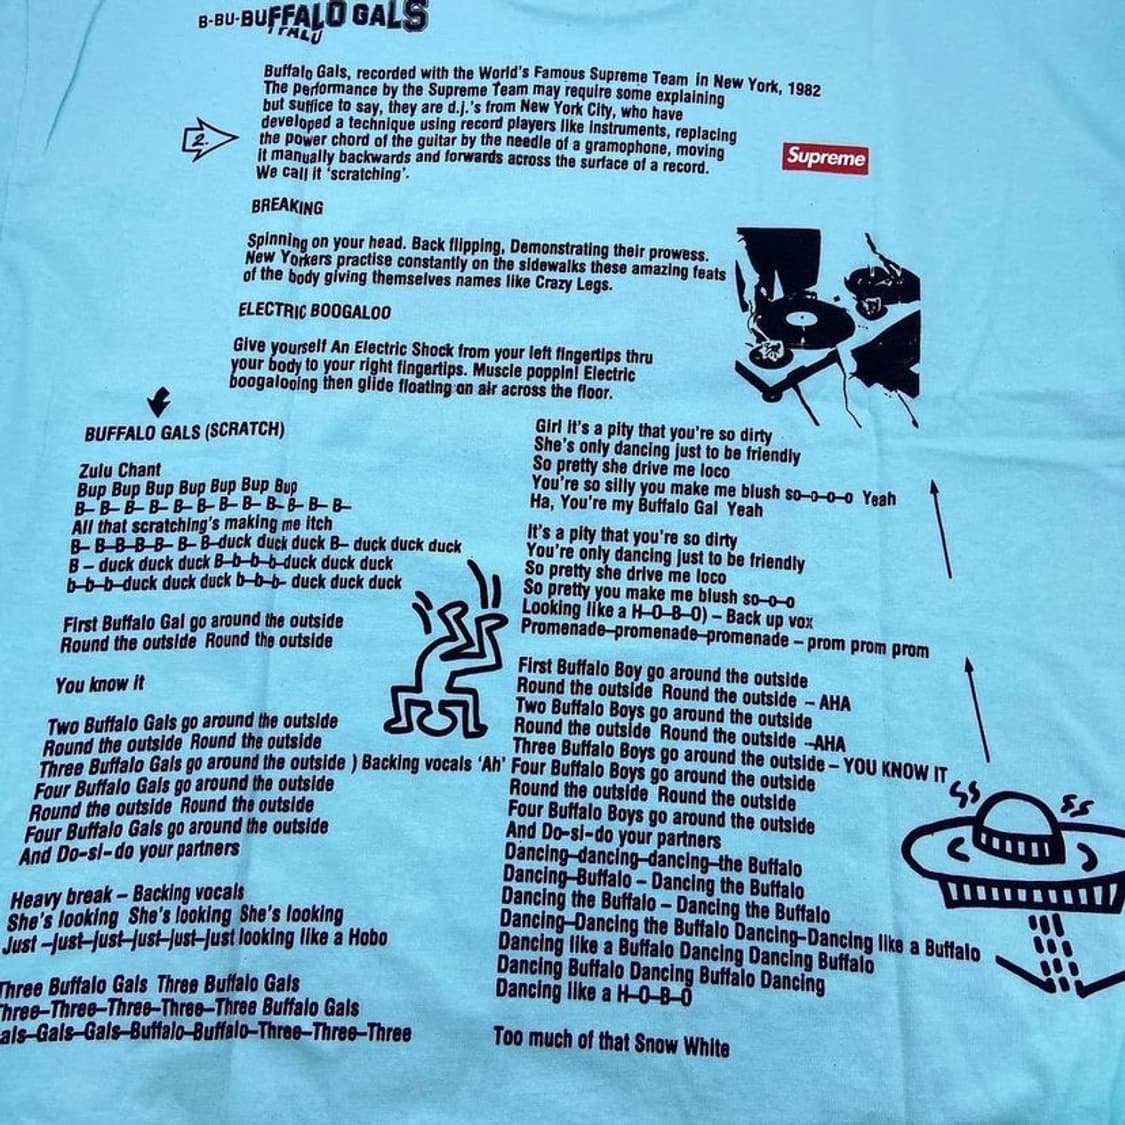 B-BU-BUFFALO GALS
FFALU
Buffalo Gals, recorded with the World's Famous Supreme Team in New York, 1982
The performance by the Supreme Team may require some explaining
but suffice to say, they are d.j.'s from New York City, who have
developed a technique using record players like instruments, replacing
the power chord of the guitar by the needle of a gramophone, moving
it manually backwards and forwards across the surface of a record.
We call it 'scratching'.
2.
Supreme
BREAKING
Spinning on your head. Back flipping, Demonstrating their prowess.
New Yorkers practise constantly on the sidewalks these amazing feats
of the body giving themselves names like Crazy Legs.
ELECTRIC BOOGALOO
Give yourself An Electric Shock from your left fingertips thru
your body to your right fingertips. Muscle poppin! Electric
boogalooing then glide floating on air across the floor.
BUFFALO GALS (SCRATCH)
Zulu Chant
Bup Bup Bup Bup Bup Bup Bup
B- B- B- B- B- B- B- B- B- B- B- B-
All that scratching's making me itch
B- B-B-B-B- B- B-duck duck duck B- duck duck duck
B - duck duck duck B-b-b-b-duck duck duck
b-b-b-duck duck duck b-b-b- duck duck duck
First Buffalo Gal go around the outside
Round the outside Round the outside
You know it
Two Buffalo Gals go around the outside
Round the outside Round the outside
Three Buffalo Gals go around the outside ) Backing vocals 'Ah'
Four Buffalo Gals go around the outside
Round the outside Round the outside
Four Buffalo Gals go around the outside
And Do-si-do your partners
Heavy break - Backing vocals
She's looking She's looking She's looking
Just -just-just-just-just-just looking like a Hobo
Three Buffalo Gals Three Buffalo Gals
Three-Three-Three-Three-Three Buffalo Gals
als-Gals-Gals-Buffalo-Buffalo-Three-Three-Three
Girl It's a pity that you're so dirty
She's only dancing just to be friendly
So pretty she drive me loco
You're so silly you make me blush so-o-o-o Yeah
Ha, You're my Buffalo Gal Yeah
It's a pity that you're so dirty
You're only dancing just to be friendly
So pretty she drive me loco
So pretty you make me blush so-o-o
Looking like a H-O-B-O) - Back up vox
Promenade-promenade-promenade - prom prom prom
First Buffalo Boy go around the outside
Round the outside Round the outside - AHA
Two Buffalo Boys go around the outside
Round the outside Round the outside -AHA
Three Buffalo Boys go around the outside - YOU KNOW IT
Four Buffalo Boys go around the outside
Round the outside Round the outside
Four Buffalo Boys go around the outside
And Do-si-do your partners
Dancing-dancing-dancing-the Buffalo
Dancing-Buffalo - Dancing the Buffalo
Dancing the Buffalo - Dancing the Buffalo
Dancing-Dancing the Buffalo Dancing-Dancing like a Buffalo
Dancing like a Buffalo Dancing Dancing Buffalo
Dancing Buffalo Dancing Buffalo Dancing
Dancing like a H-O-B-O
Too much of that Snow White